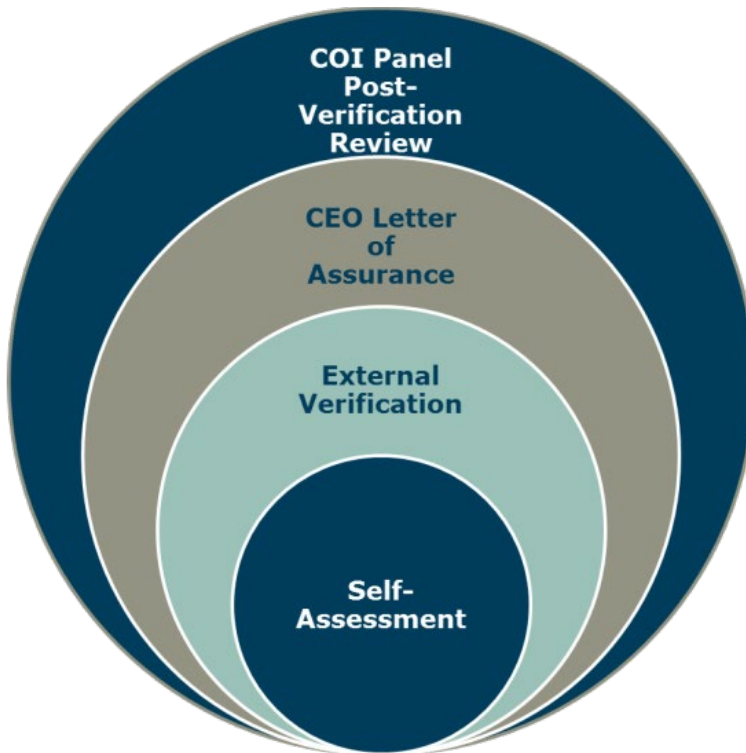 COI Panel
Post-
Verification
Review
CEO Letter
of
Assurance
External
Verification
Self-
Assessment